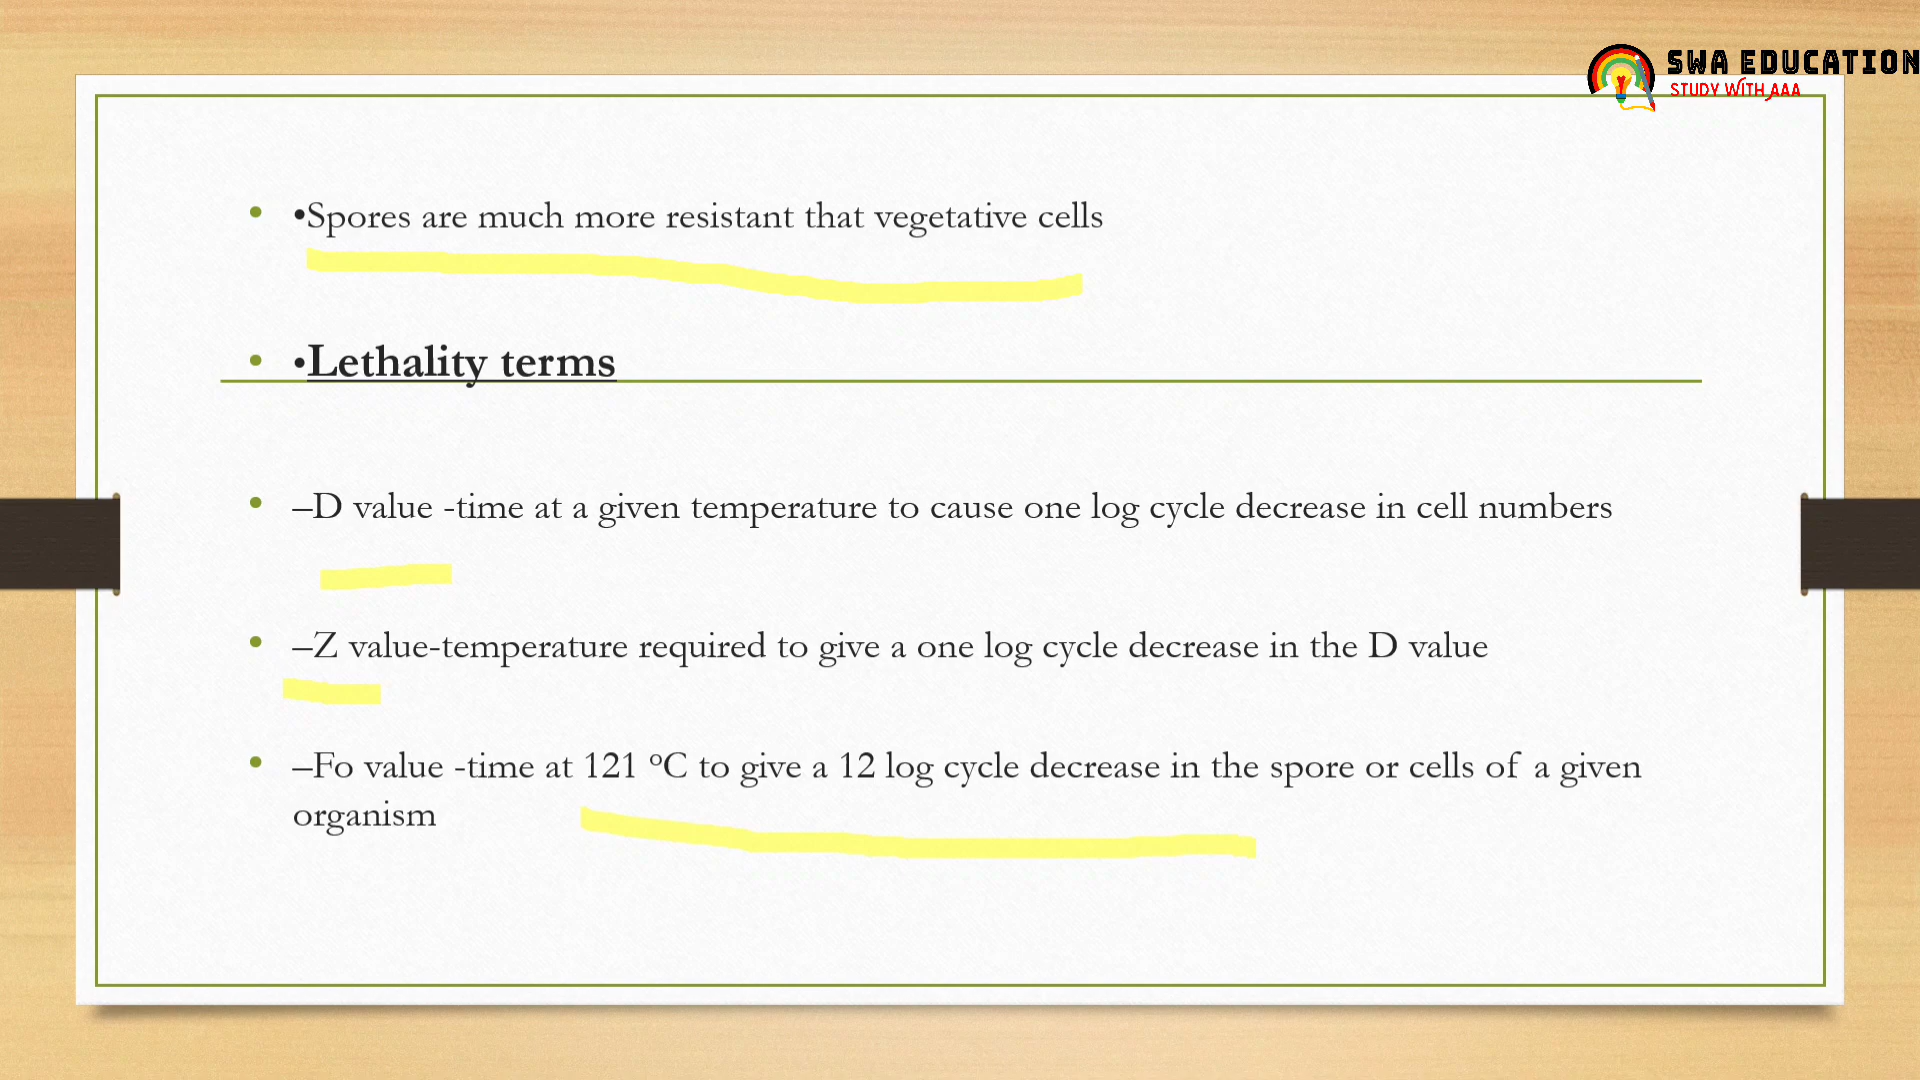 SWA EDUCATION
STUDY WITH AAA
• •Spores are much more resistant that vegetative cells
• •Lethality terms
• –D value -time at a given temperature to cause one log cycle decrease in cell numbers
• –Z value-temperature required to give a one log cycle decrease in the D value
• –Fo value -time at 121 ºC to give a 12 log cycle decrease in the spore or cells of a given
organism